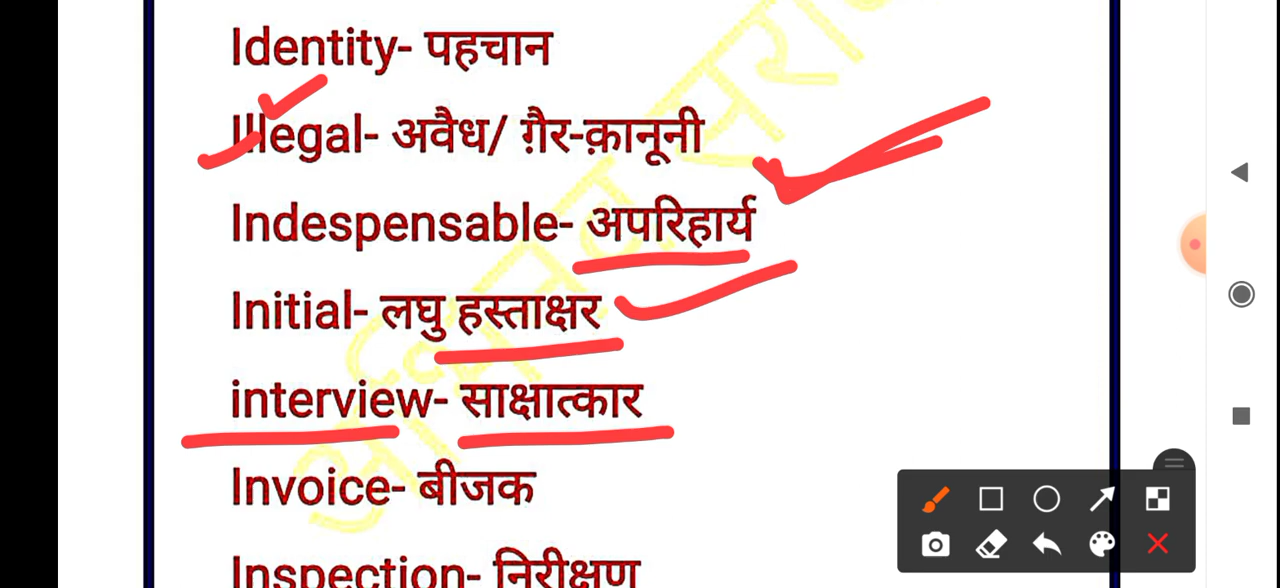 Identity- पहचान
Illegal- अवैध/ ग़ैर-क़ानूनी
Indespensable- अपरिहार्य
Initial- लघु हस्ताक्षर
interview- साक्षात्कार
Invoice- बीजक
Inspection- निरीक्षण